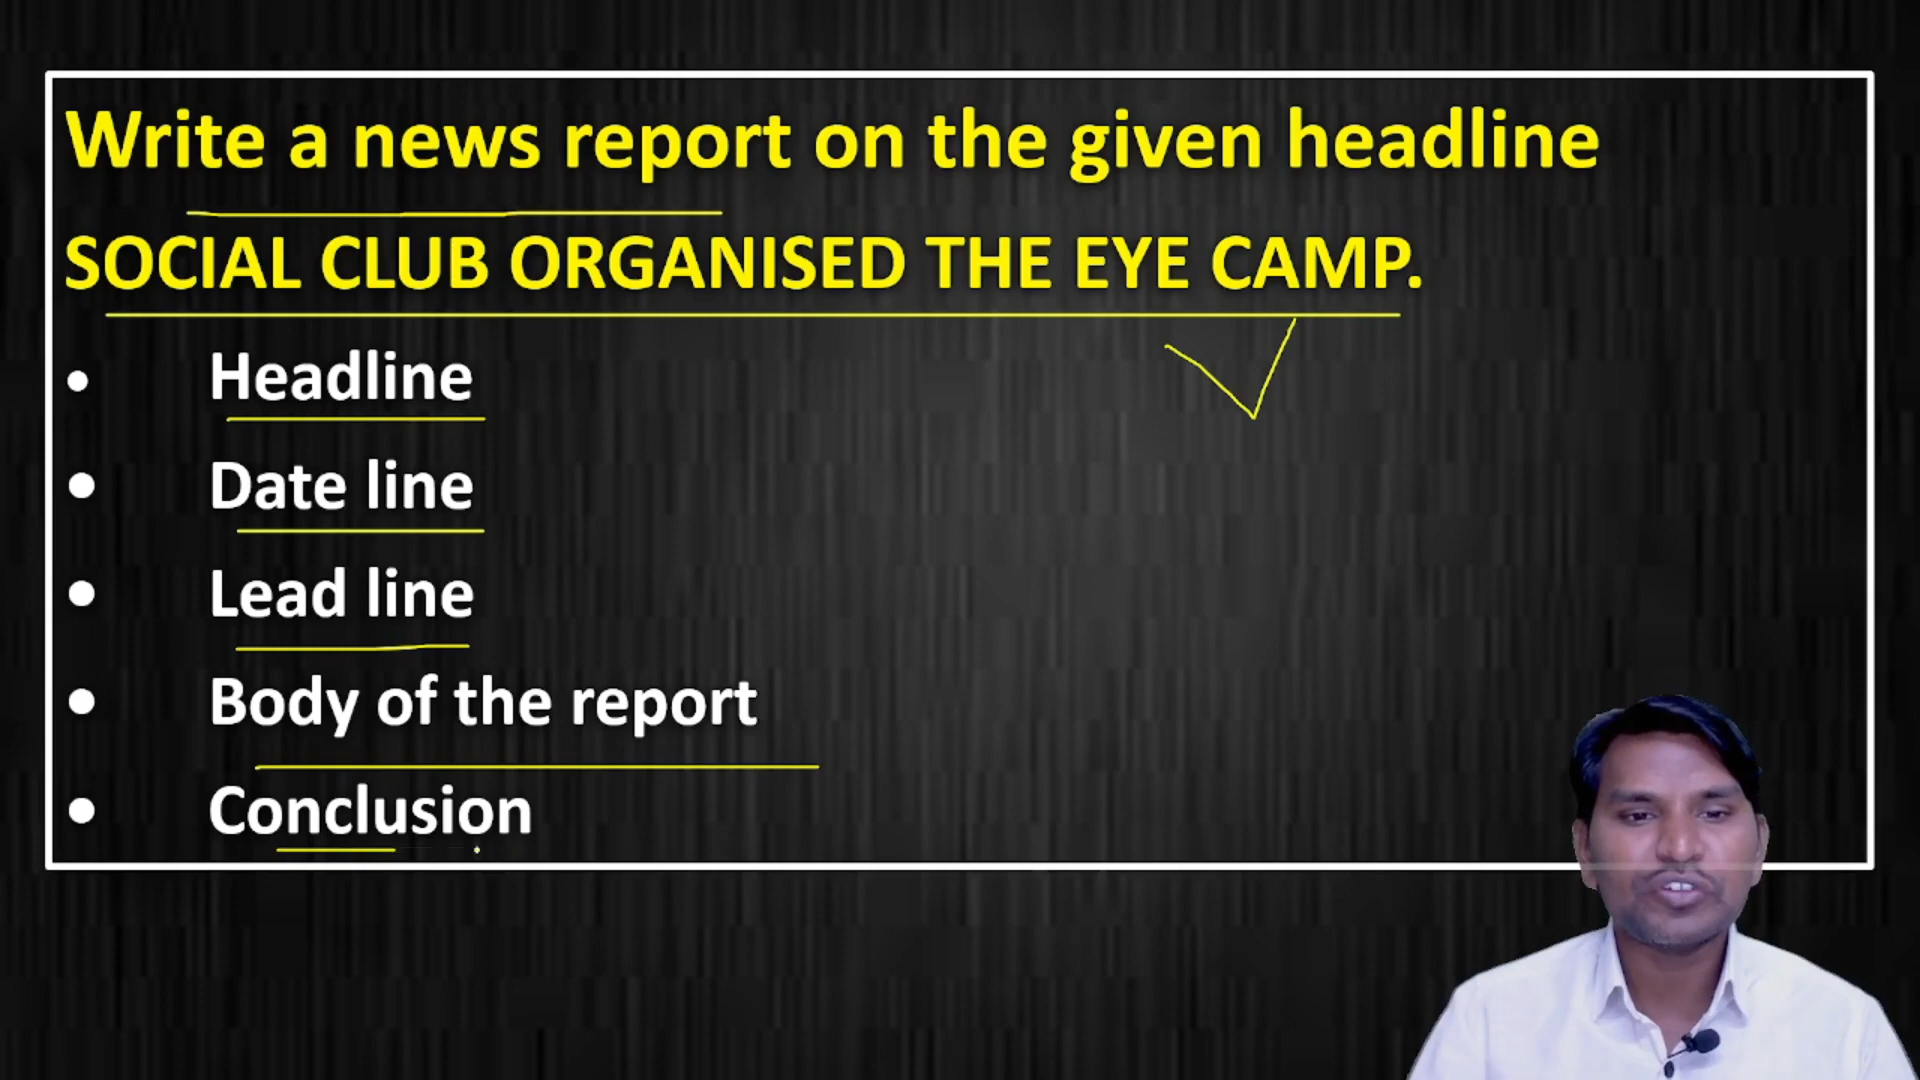 Write a news report on the given headline
SOCIAL CLUB ORGANISED THE EYE CAMP.
• Headline
• Date line
• Lead line
• Body of the report
• Conclusion